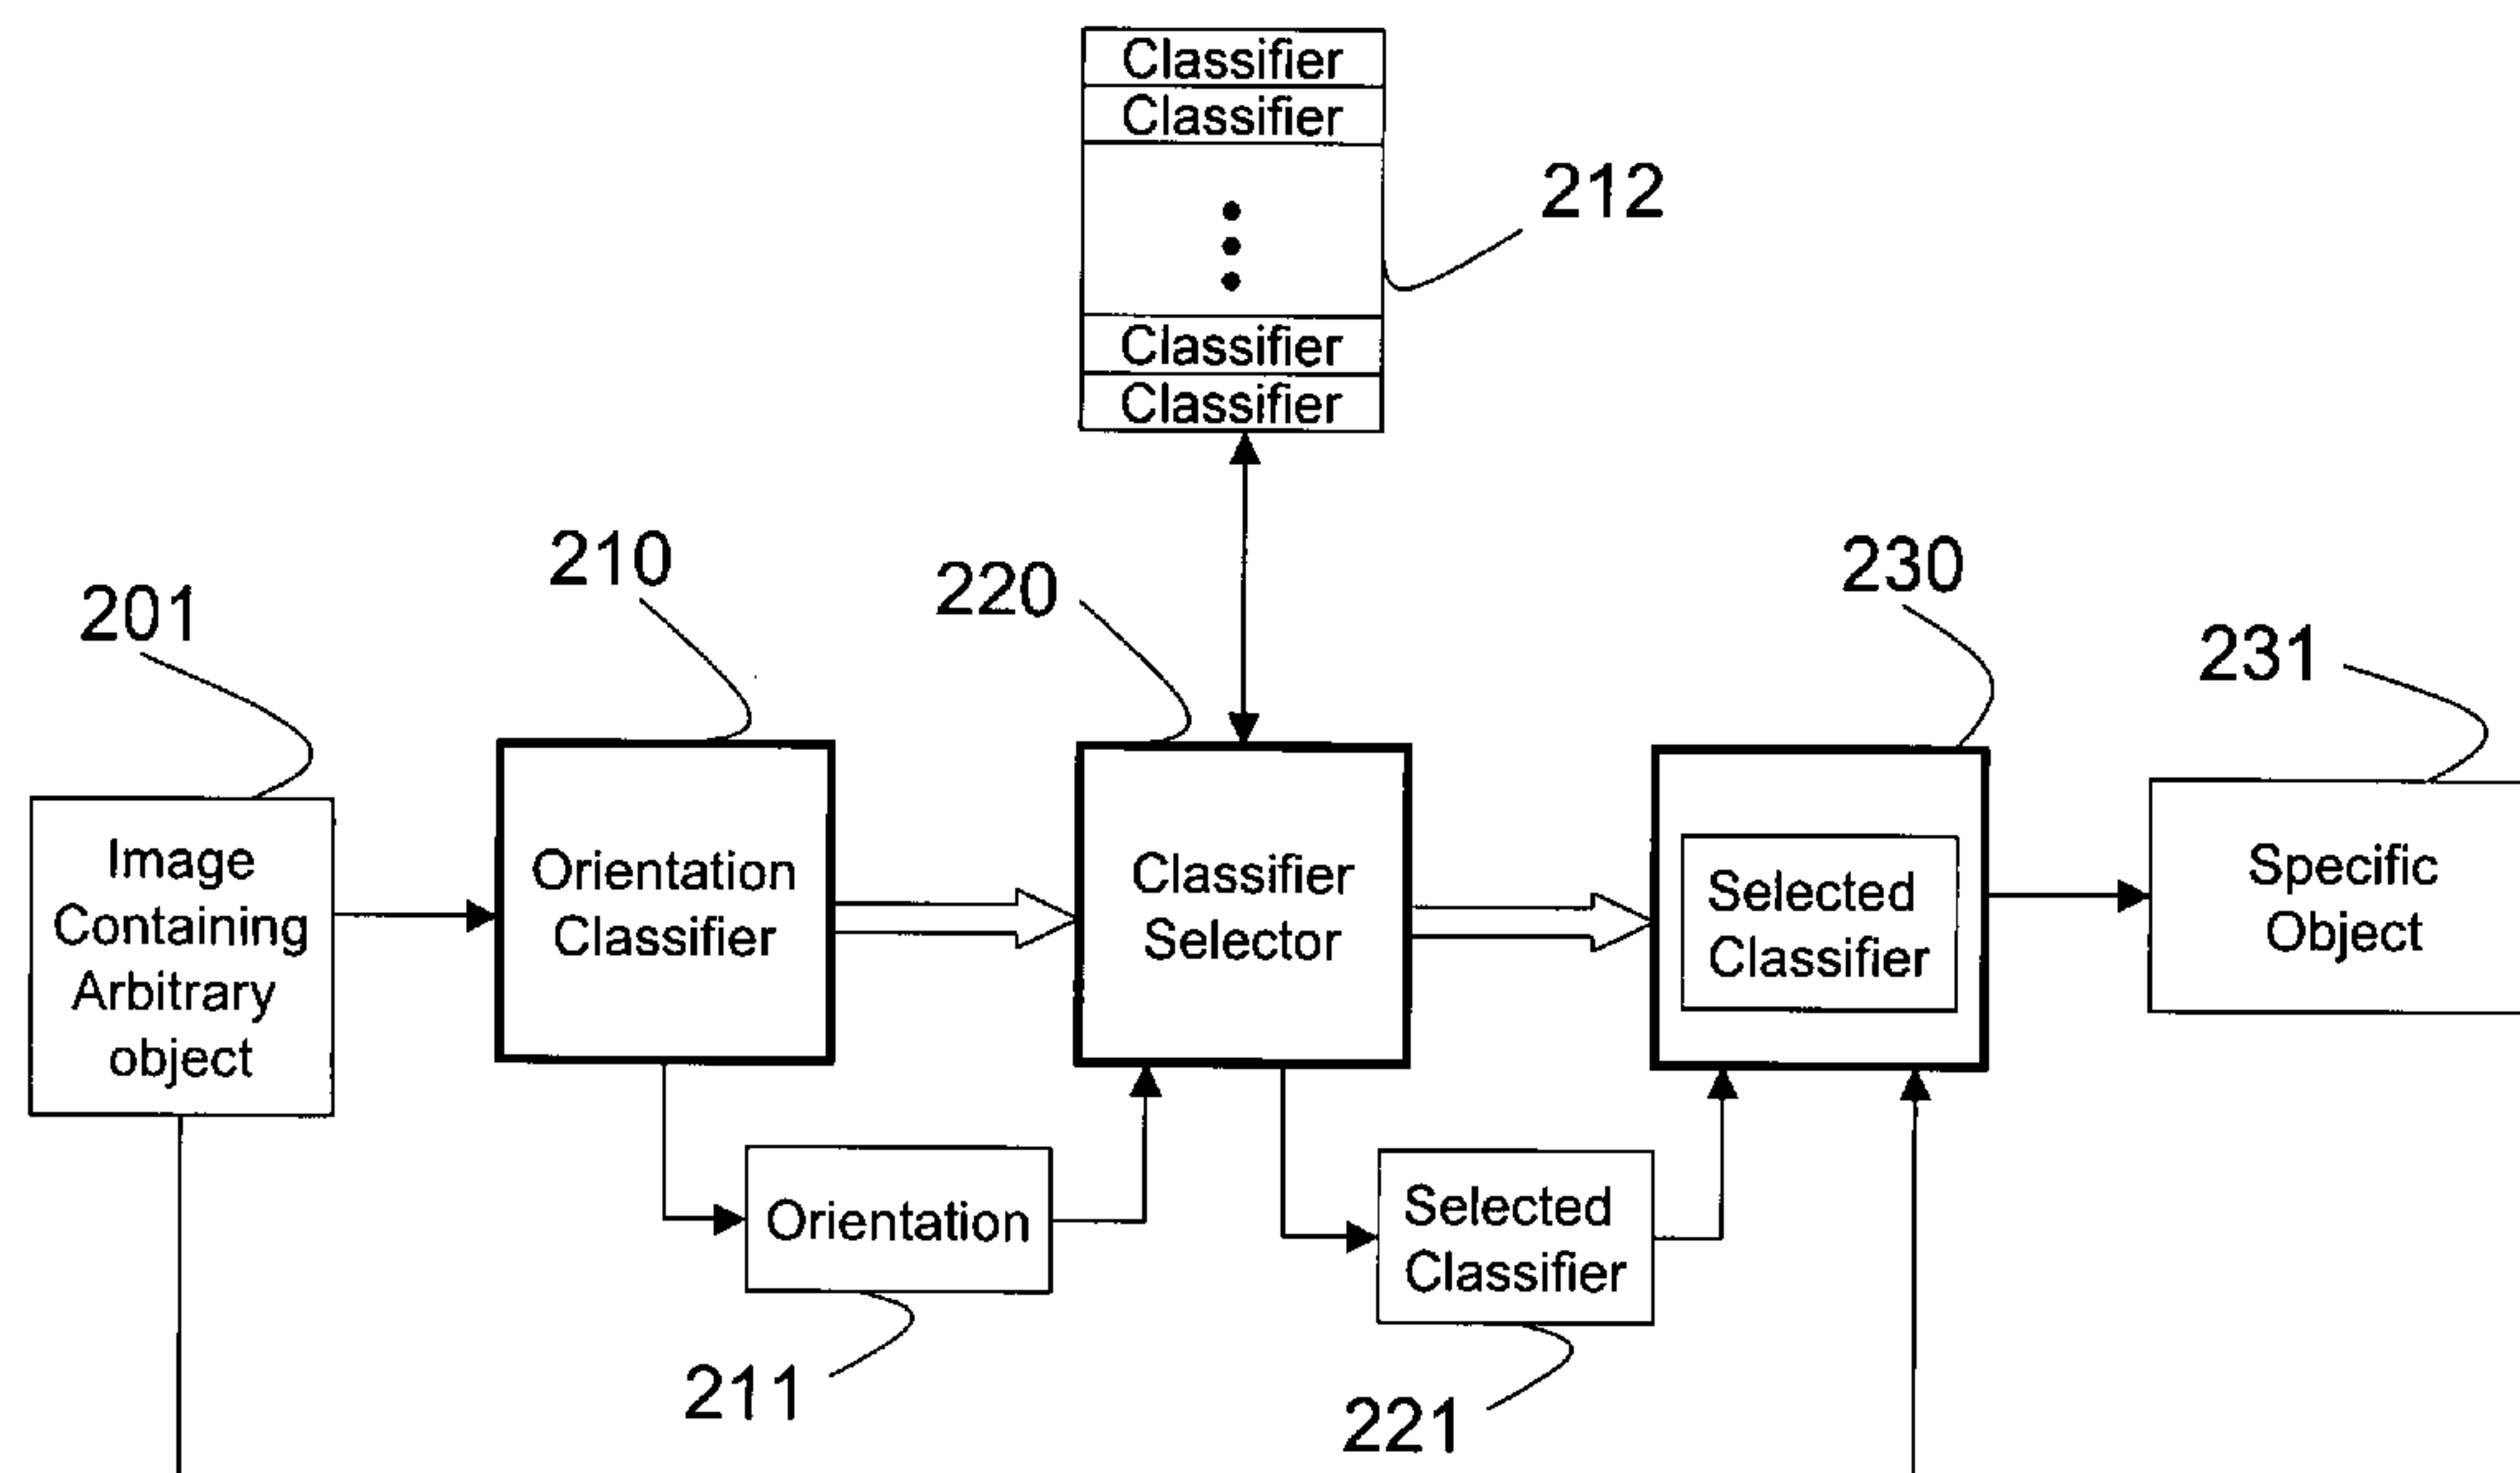 Classifier
Classifier
212
Classifier
Classifier
201
210
220
230
231
Image
Containing
Arbitrary
object
Orientation
Classifier
Classifier
Selector
Selected
Classifier
Specific
Object
Orientation
Selected
Classifier
211
221